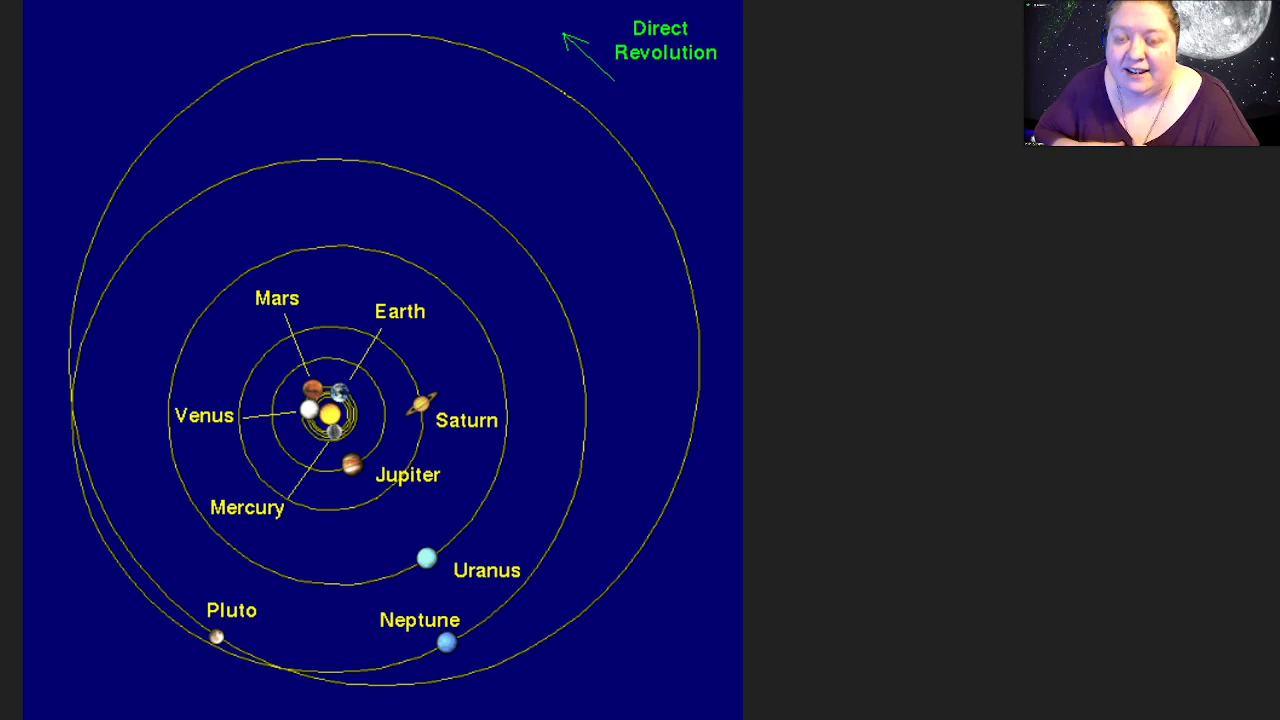 Direct
Revolution
Mars
Earth
Venus
Saturn
Jupiter
Mercury
Uranus
Pluto
Neptune